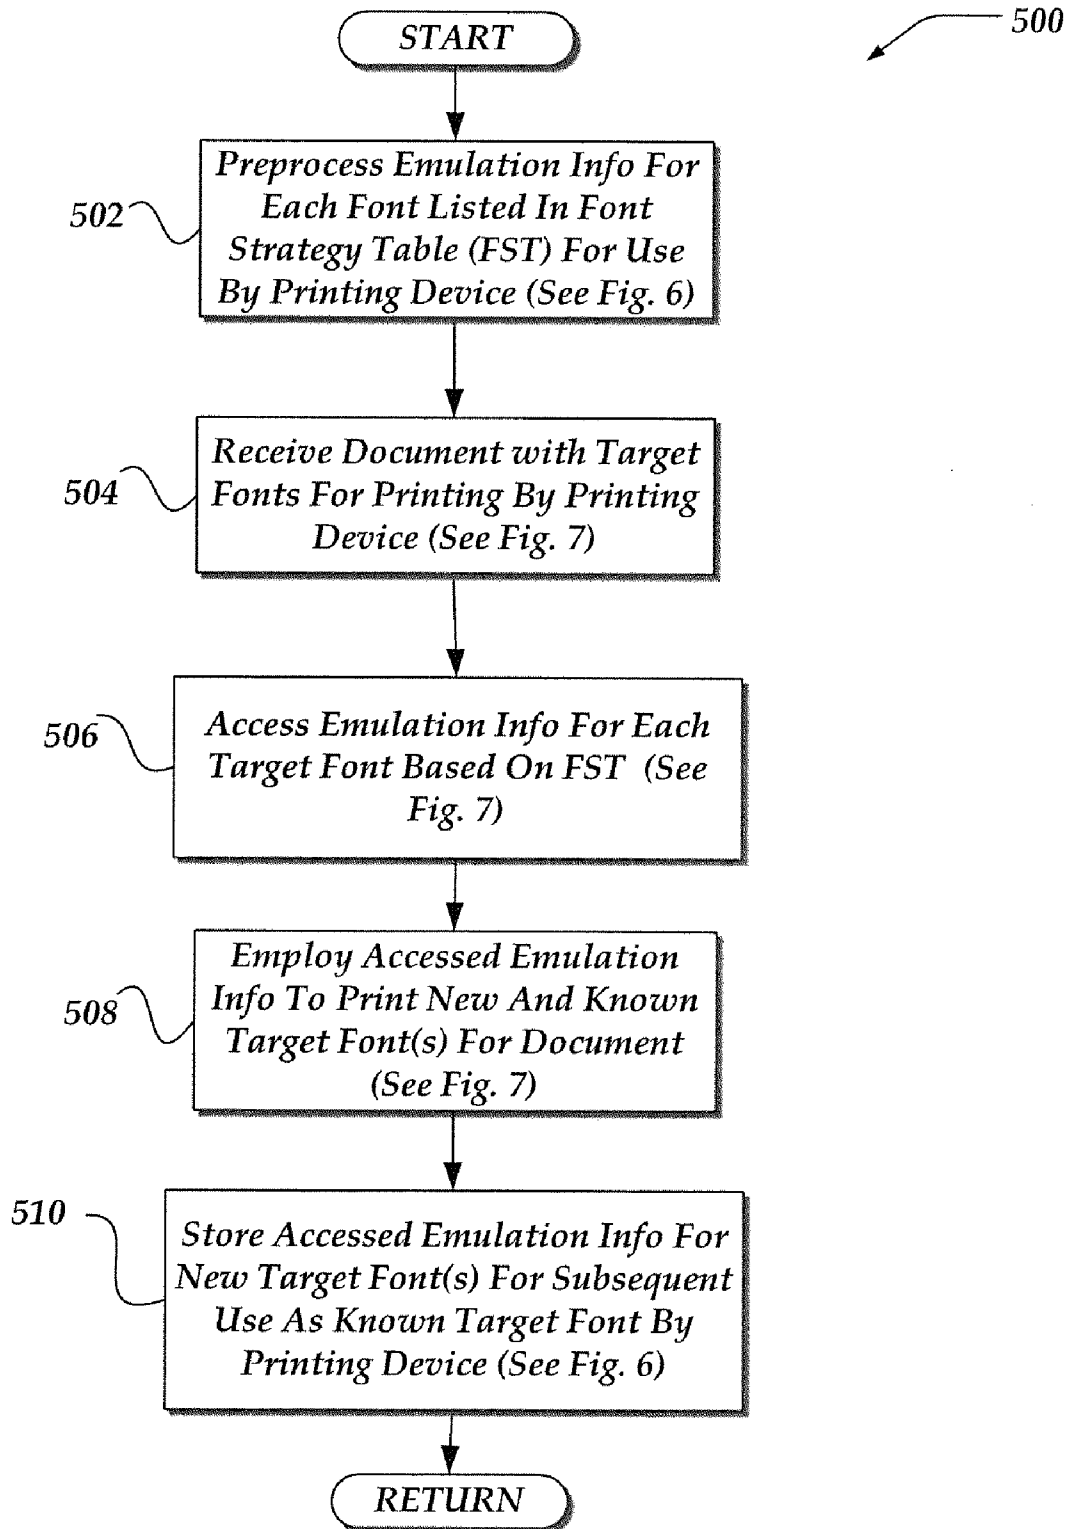 START
500
502
Preprocess Emulation Info For
Each Font Listed In Font
Strategy Table (FST) For Use
By Printing Device (See Fig. 6)
504
Receive Document with Target
Fonts For Printing By Printing
Device (See Fig. 7)
506
Access Emulation Info For Each
Target Font Based On FST (See
Fig. 7)
508
Employ Accessed Emulation
Info To Print New And Known
Target Font(s) For Document
(See Fig. 7)
510
Store Accessed Emulation Info For
New Target Font(s) For Subsequent
Use As Known Target Font By
Printing Device (See Fig. 6)
RETURN